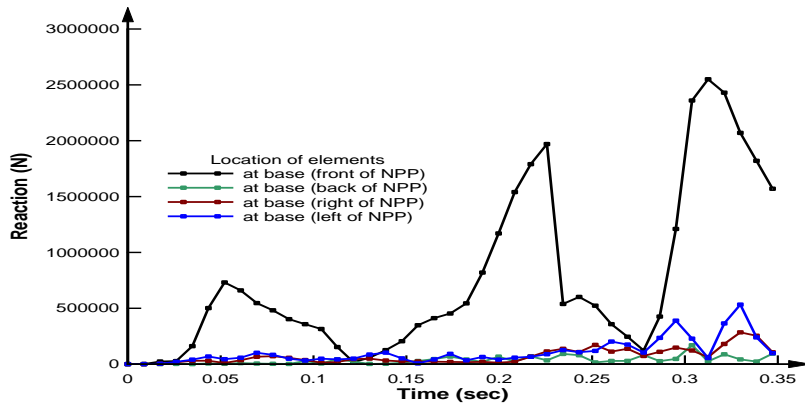 3000000
2500000
2000000
1500000
1000000
500000
0
Reaction (N)
Location of elements
at base (front of NPP)
at base (back of NPP)
at base (right of NPP)
at base (left of NPP)
0 0.05 0.1 0.15 0.2 0.25 0.3 0.35
Time (sec)